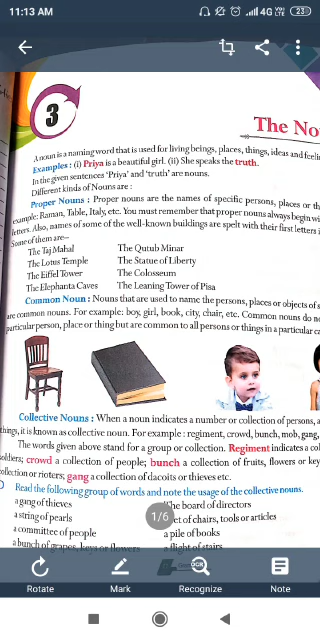 11:13 AM
4G VoLTE 23
3
The No
A noun is a naming word that is used for living beings, places, things, ideas and feelin
Examples : (i) Priya is a beautiful girl. (ii) She speaks the truth.
In the given sentences 'Priya' and 'truth' are nouns.
Different kinds of Nouns are :
Proper Nouns : Proper nouns are the names of specific persons, places or th
example: Raman, Table, Italy, etc. You must remember that proper nouns always begin wi
letters. Also, names of some of the well-known buildings are spelt with their first letters i
Some of them are—
The Taj Mahal The Qutub Minar
The Lotus Temple The Statue of Liberty
The Eiffel Tower The Colosseum
The Elephanta Caves The Leaning Tower of Pisa
Common Noun : Nouns that are used to name the persons, places or objects of s
are common nouns. For example: boy, girl, book, city, chair, etc. Common nouns do no
particular person, place or thing but are common to all persons or things in a particular ca
Collective Nouns : When a noun indicates a number or collection of persons, a
things, it is known as collective noun. For example : regiment, crowd, bunch, mob, gang,
The words given above stand for a group or collection. Regiment indicates a col
soldiers; crowd a collection of people; bunch a collection of fruits, flowers or key
collection or rioters; gang a collection of dacoits or thieves etc.
Read the following group of words and note the usage of the collective nouns.
a gang of thieves The board of directors
a string of pearls set of chairs, tools or articles
a committee of people a pile of books
a bunch of grapes, keys or flowers a flight of stairs
1/6
Rotate Mark Recognize Note